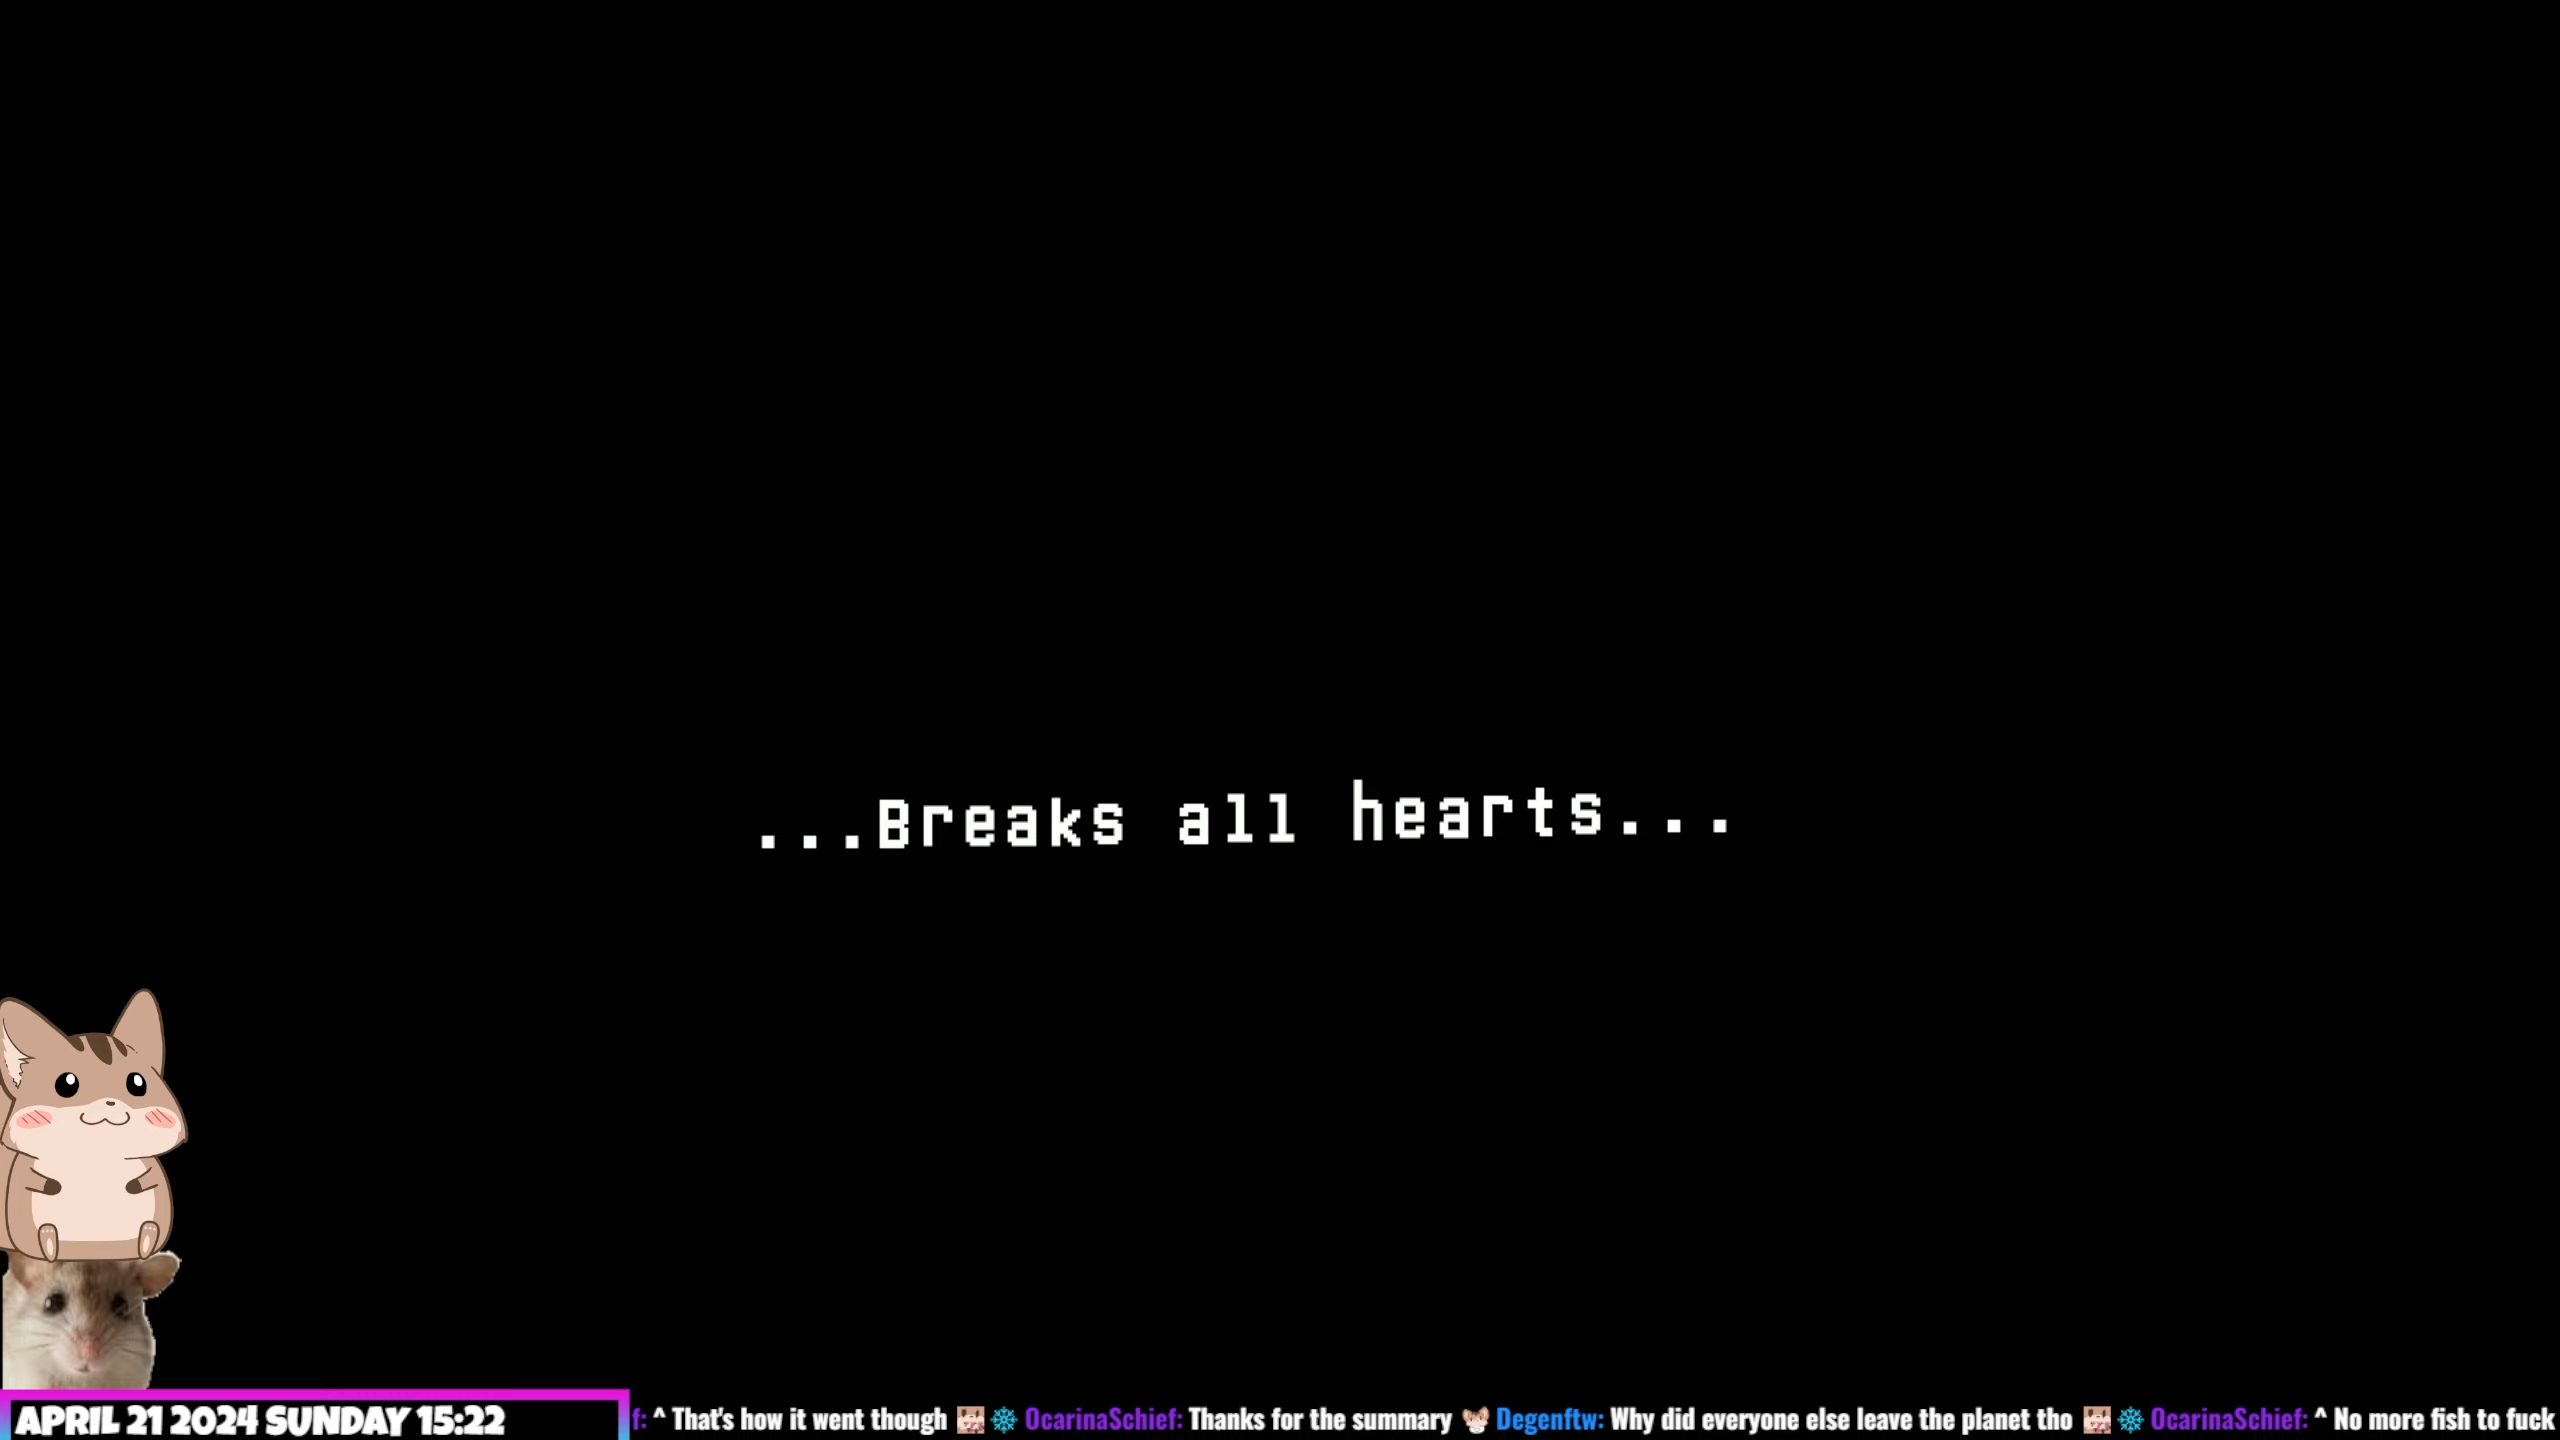 ...Breaks all hearts...
APRIL 21 2024 SUNDAY 15:22
f: ^ That's how it went though OcarinaSchief: Thanks for the summary Degenftw: Why did everyone else leave the planet tho OcarinaSchief: ^ No more fish to fuck